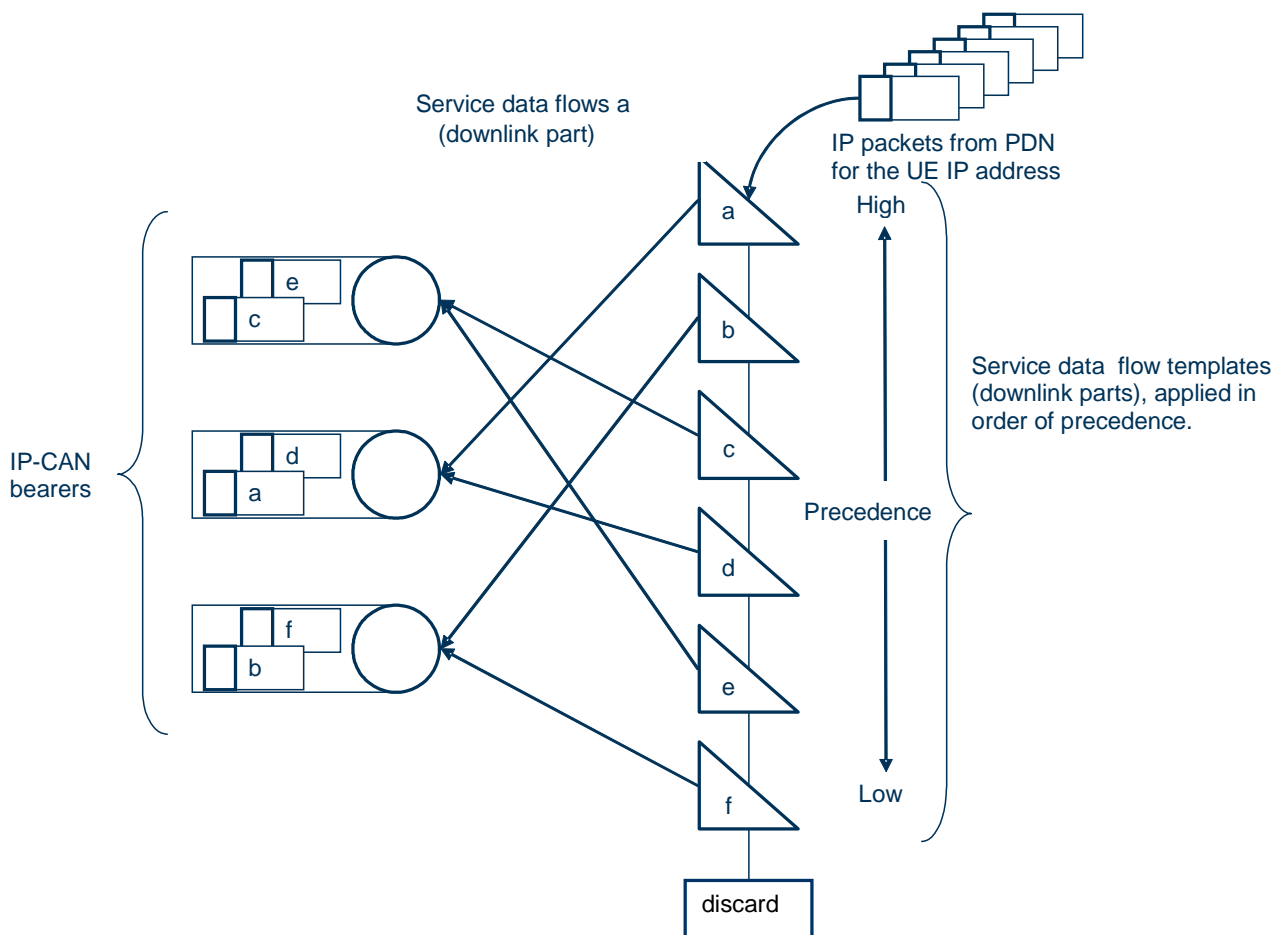 Service data flows a
(downlink part)
IP packets from PDN
for the UE IP address
High
a
e
c
b
Service data flow templates
(downlink parts), applied in
order of precedence.
c
IP-CAN
bearers
d
a
Precedence
d
f
b
e
Low
f
discard